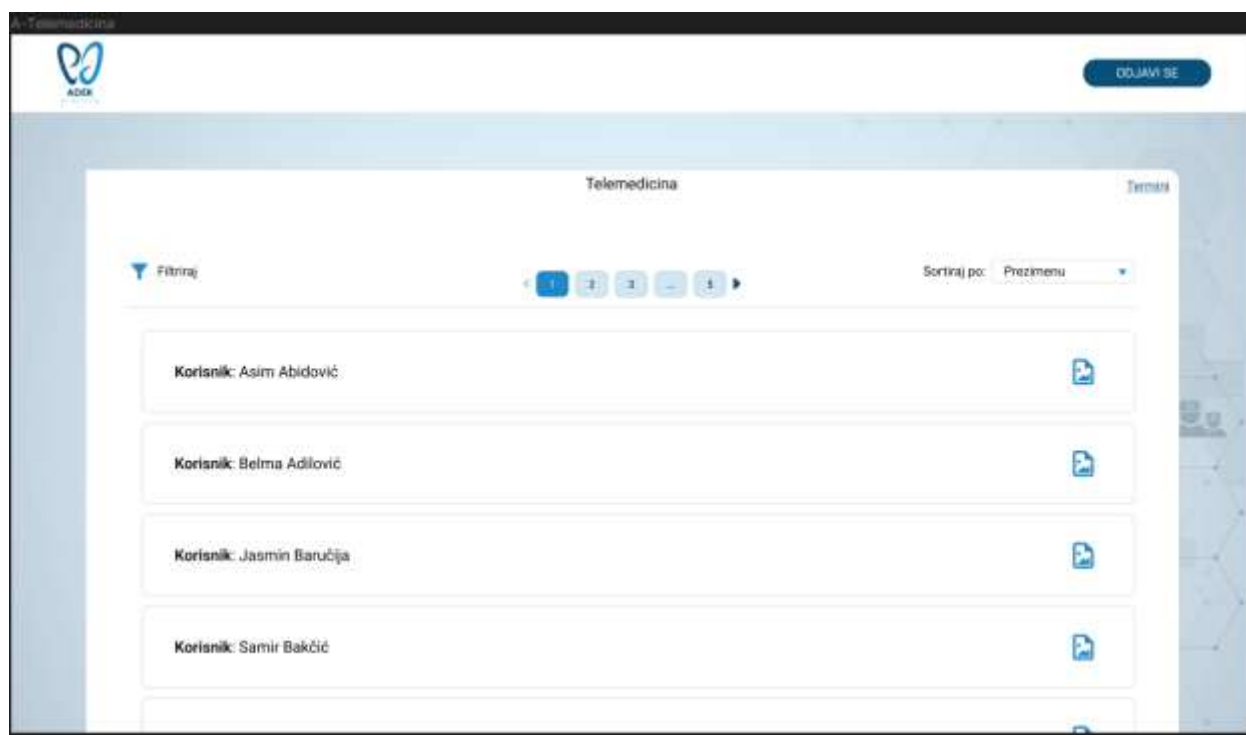 A-Telemedicina
ADEK
ODJAVI SE
Telemedicina
Termini
Filtriraj
1 2 3 ... 5
Sortiraj po: Prezimenu
Korisnik: Asim Abidović
Korisnik: Belma Adilović
Korisnik: Jasmin Baručija
Korisnik: Samir Bakčić